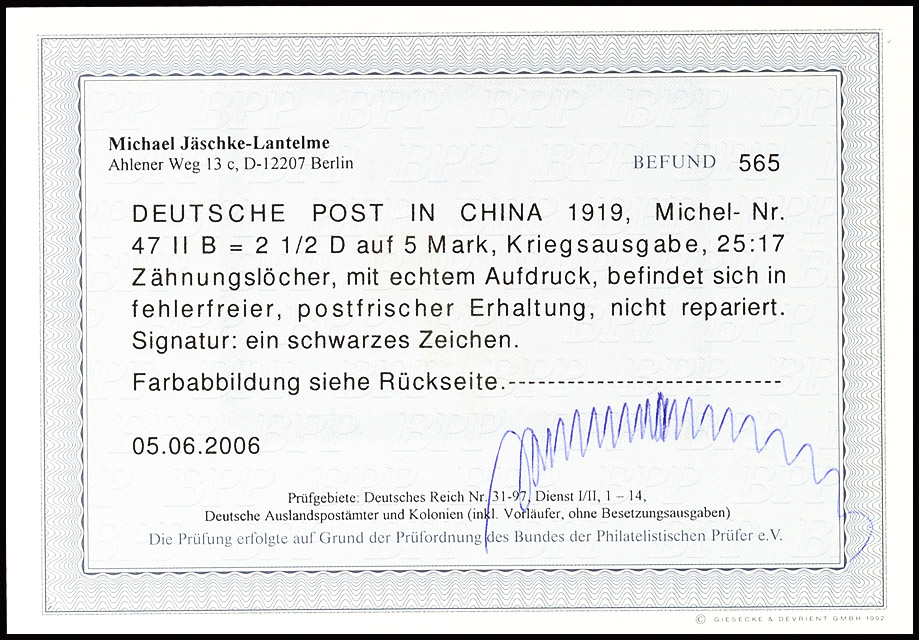 Michael Jäschke-Lantelme
Ahlener Weg 13 c, D-12207 Berlin
BEFUND 565
DEUTSCHE POST IN CHINA 1919, Michel- Nr.
47 II B = 2 1/2 D auf 5 Mark, Kriegsausgabe, 25:17
Zähnungslöcher, mit echtem Aufdruck, befindet sich in
fehlerfreier, postfrischer Erhaltung, nicht repariert.
Signatur: ein schwarzes Zeichen.
Farbabbildung siehe Rückseite.----------------------------
05.06.2006
Prüfgebiete: Deutsches Reich Nr. 31-97, Dienst I/II, 1 – 14,
Deutsche Auslandspostämter und Kolonien (inkl. Vorläufer, ohne Besetzungsausgaben)
Die Prüfung erfolgte auf Grund der Prüfordnung des Bundes der Philatelistischen Prüfer e.V.
© GIESECKE & DEVRIENT GMBH 1992